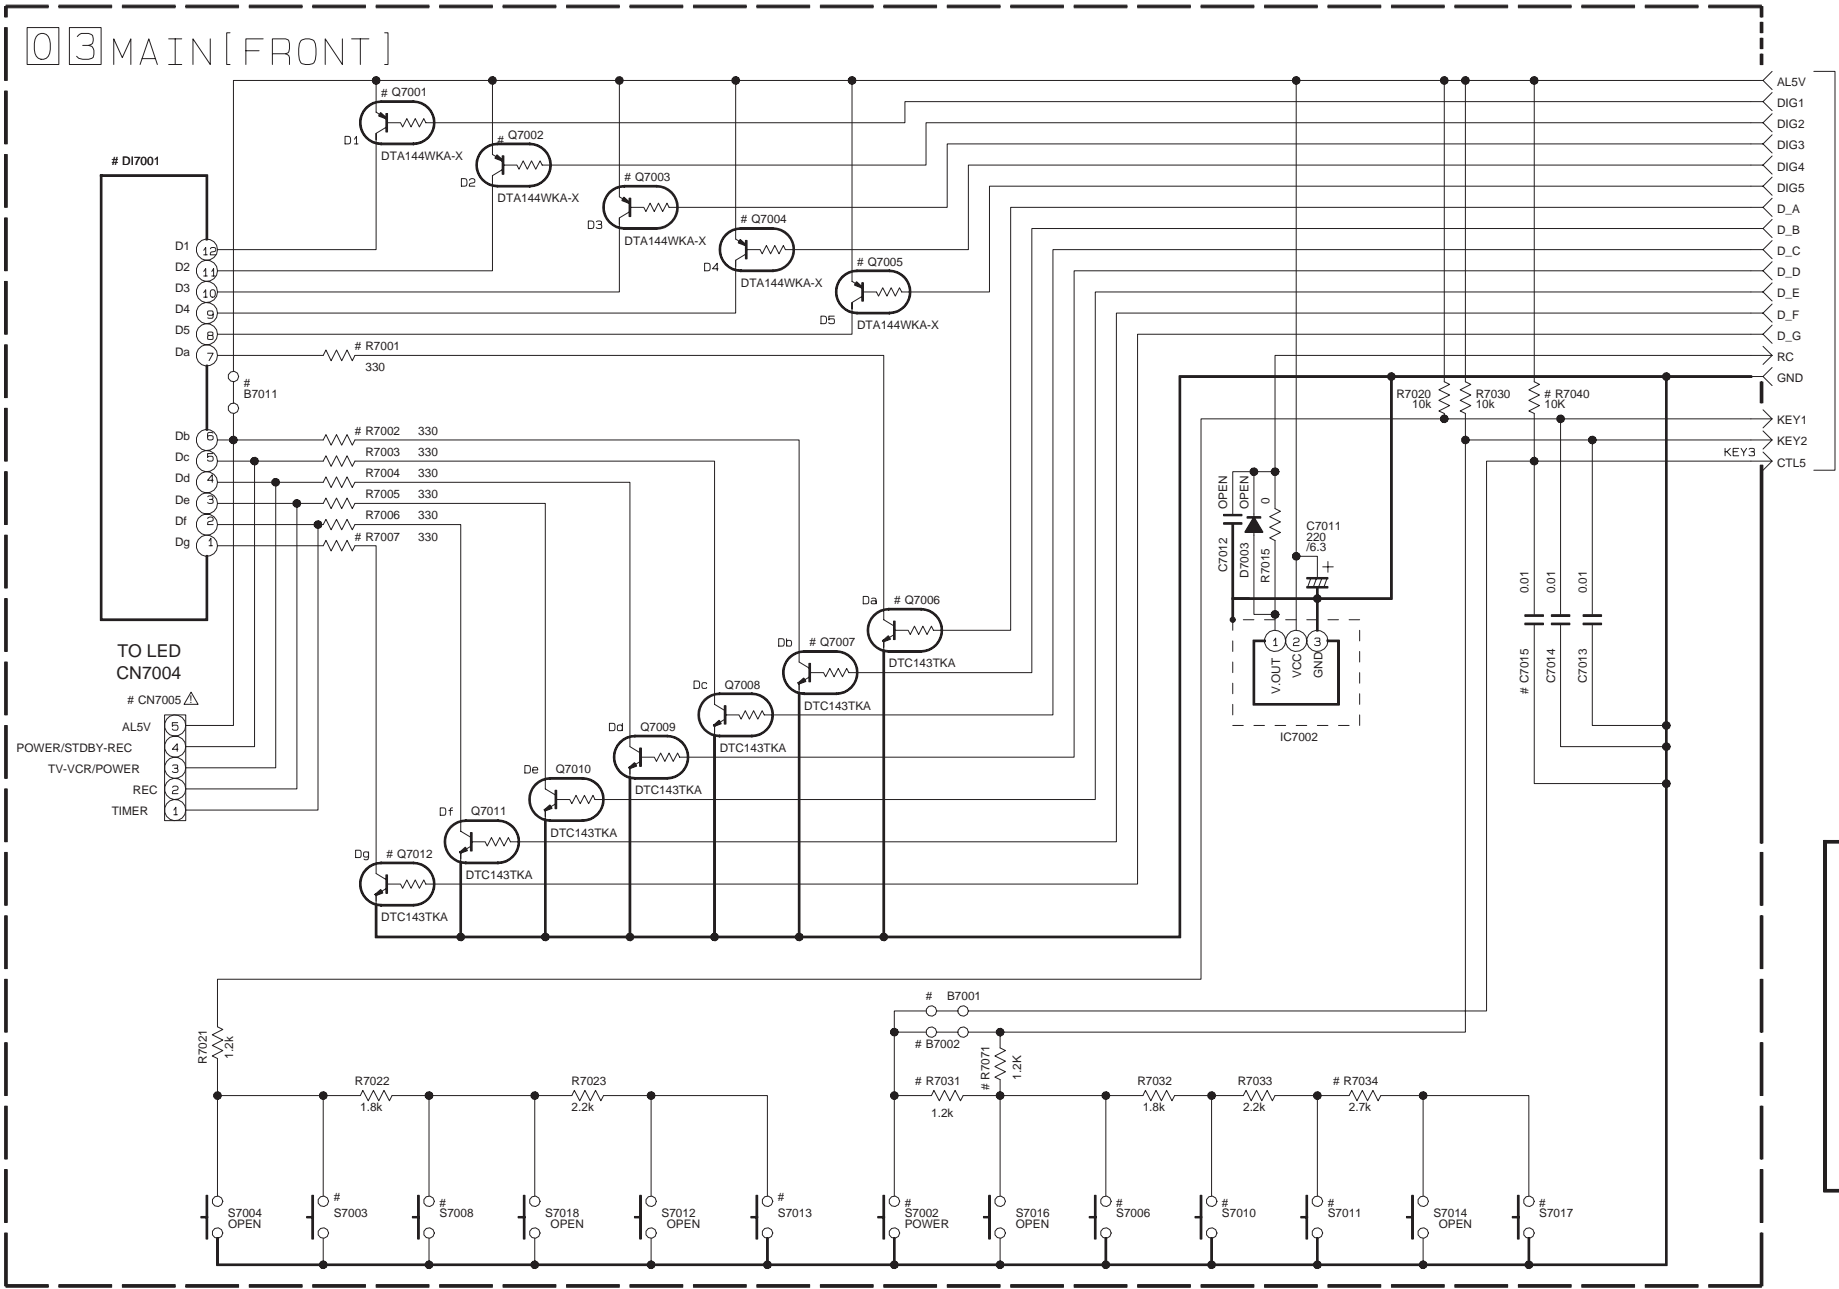 03 MAIN[FRONT]
# Q7001
D1
DTA144WKA-X
# Q7002
D2
DTA144WKA-X
# Q7003
D3
DTA144WKA-X
# Q7004
D4
DTA144WKA-X
# Q7005
D5
DTA144WKA-X
AL5V
DIG1
DIG2
DIG3
DIG4
DIG5
D_A
D_B
D_C
D_D
D_E
D_F
D_G
RC
GND
KEY1
KEY2
KEY3
CTL5
# DI7001
D1 12
D2 11
D3 10
D4 9
D5 8
Da 7
Db 6
Dc 5
Dd 4
De 3
Df 2
Dg 1
# R7001
330
#
B7011
# R7002 330
R7003 330
R7004 330
R7005 330
R7006 330
# R7007 330
R7020
10k
R7030
10k
# R7040
10K
C7012 OPEN
D7003 OPEN
R7015 0
C7011
220
/6.3
+
1 2 3
V.OUT
VCC
GND
IC7002
# C7015 0.01
C7014 0.01
C7013 0.01
TO LED
CN7004
# CN7005
AL5V 5
POWER/STDBY-REC 4
TV-VCR/POWER 3
REC 2
TIMER 1
Da # Q7006
DTC143TKA
Db # Q7007
DTC143TKA
Dc Q7008
DTC143TKA
Dd Q7009
DTC143TKA
De Q7010
DTC143TKA
Df Q7011
DTC143TKA
Dg # Q7012
DTC143TKA
# B7001
# B7002
R7021
1.2k
# R7071
1.2K
R7022
1.8k
R7023
2.2k
# R7031
1.2k
R7032
1.8k
R7033
2.2k
# R7034
2.7k
S7004
OPEN
#
S7003
#
S7008
S7018
OPEN
S7012
OPEN
#
S7013
#
S7002
POWER
S7016
OPEN
#
S7006
#
S7010
#
S7011
S7014
OPEN
#
S7017